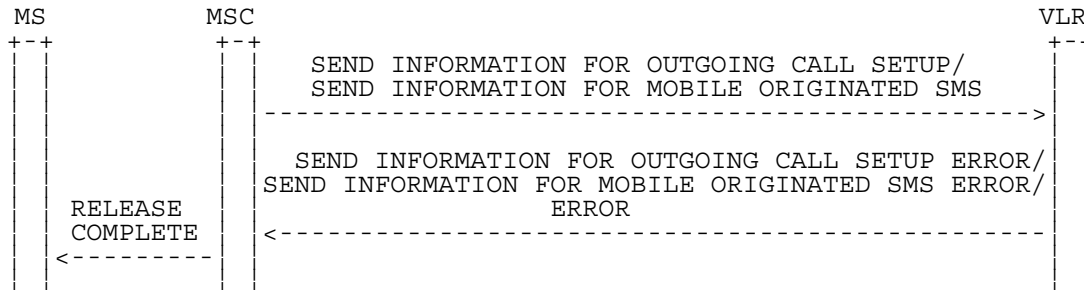 MS MSC VLR
SEND INFORMATION FOR OUTGOING CALL SETUP/
SEND INFORMATION FOR MOBILE ORIGINATED SMS
SEND INFORMATION FOR OUTGOING CALL SETUP ERROR/
SEND INFORMATION FOR MOBILE ORIGINATED SMS ERROR/
RELEASE ERROR
COMPLETE